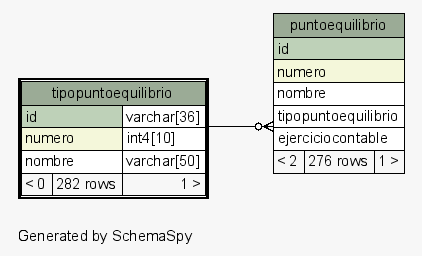 puntoequilibrio
id
numero
nombre
tipopuntoequilibrio
ejerciciocontable
< 2 276 rows 1 >
tipopuntoequilibrio
id varchar[36]
numero int4[10]
nombre varchar[50]
< 0 282 rows 1 >
Generated by SchemaSpy